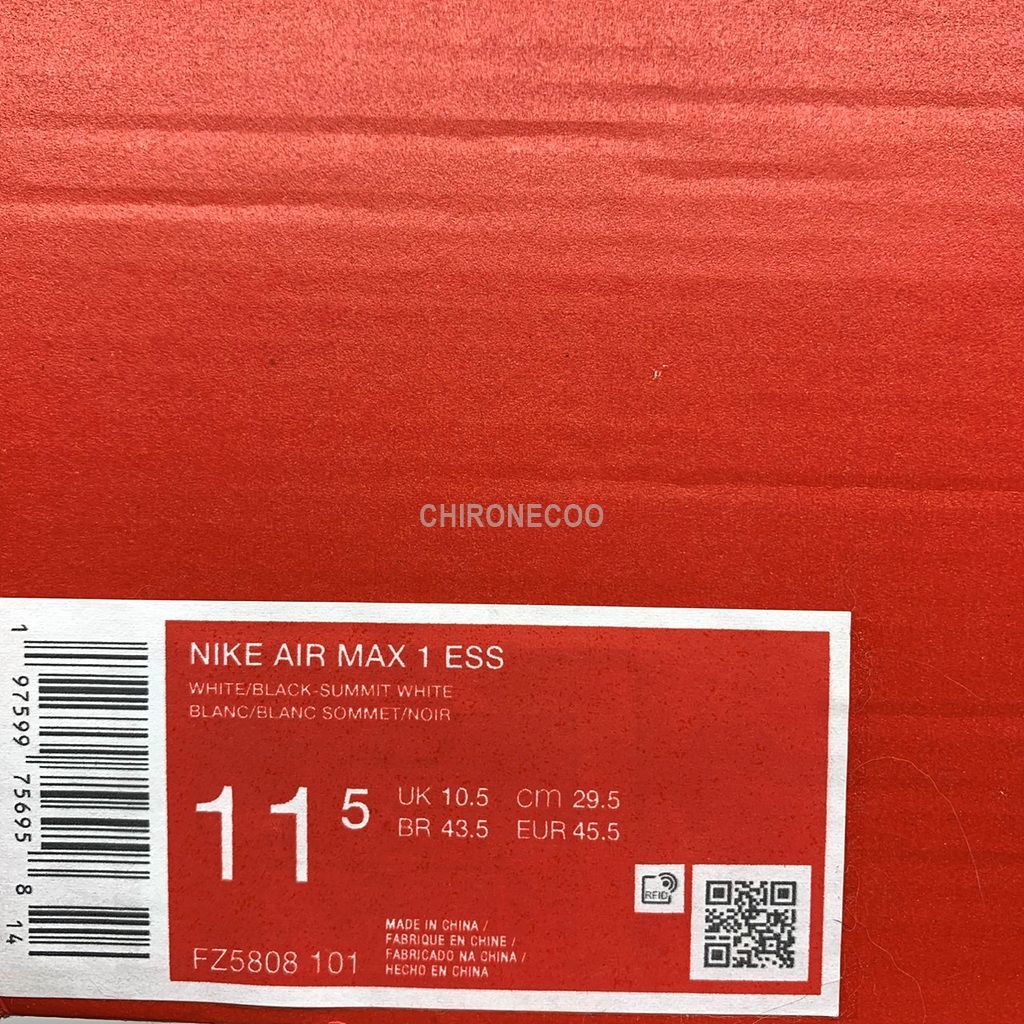 CHIRONECOO
NIKE AIR MAX 1 ESS
WHITE/BLACK-SUMMIT WHITE
BLANC/BLANC SOMMET/NOIR
11 5
UK 10.5 cm 29.5
BR 43.5 EUR 45.5
RFID
MADE IN CHINA /
FABRIQUE EN CHINE /
FABRICADO NA CHINA /
HECHO EN CHINA
FZ5808 101
1 97599 75695 8 14